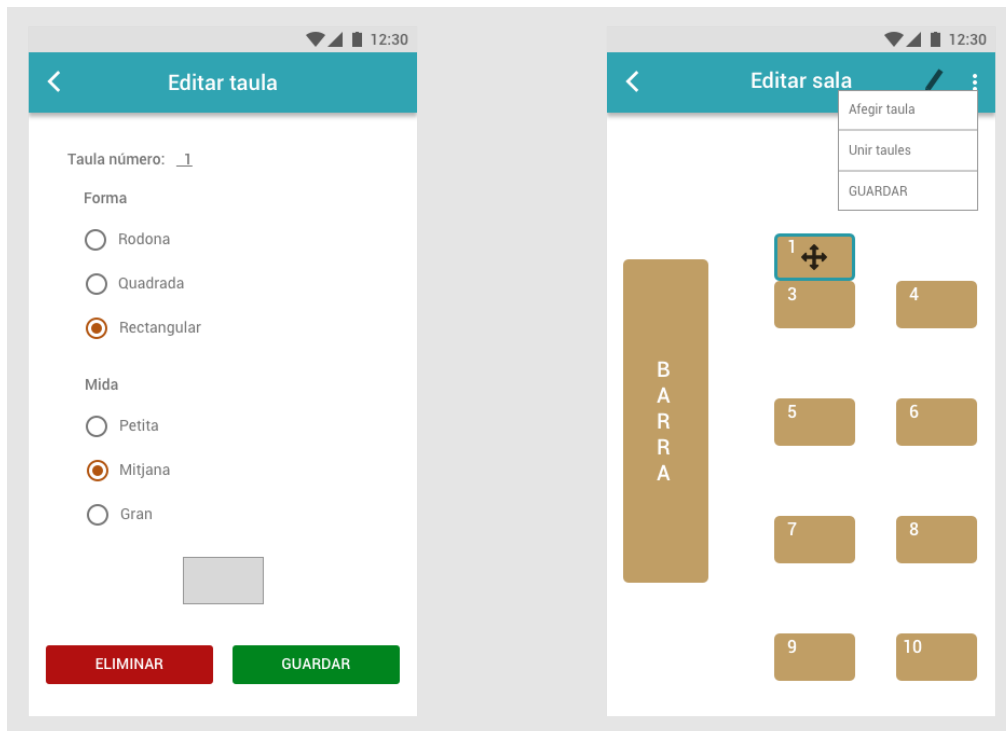 12:30
Editar taula
Taula número: 1
Forma
Rodona
Quadrada
Rectangular
Mida
Petita
Mitjana
Gran
ELIMINAR GUARDAR
12:30
Editar sala
Afegir taula
Unir taules
GUARDAR
1
3 4
B
A
R
R
A
5 6
7 8
9 10